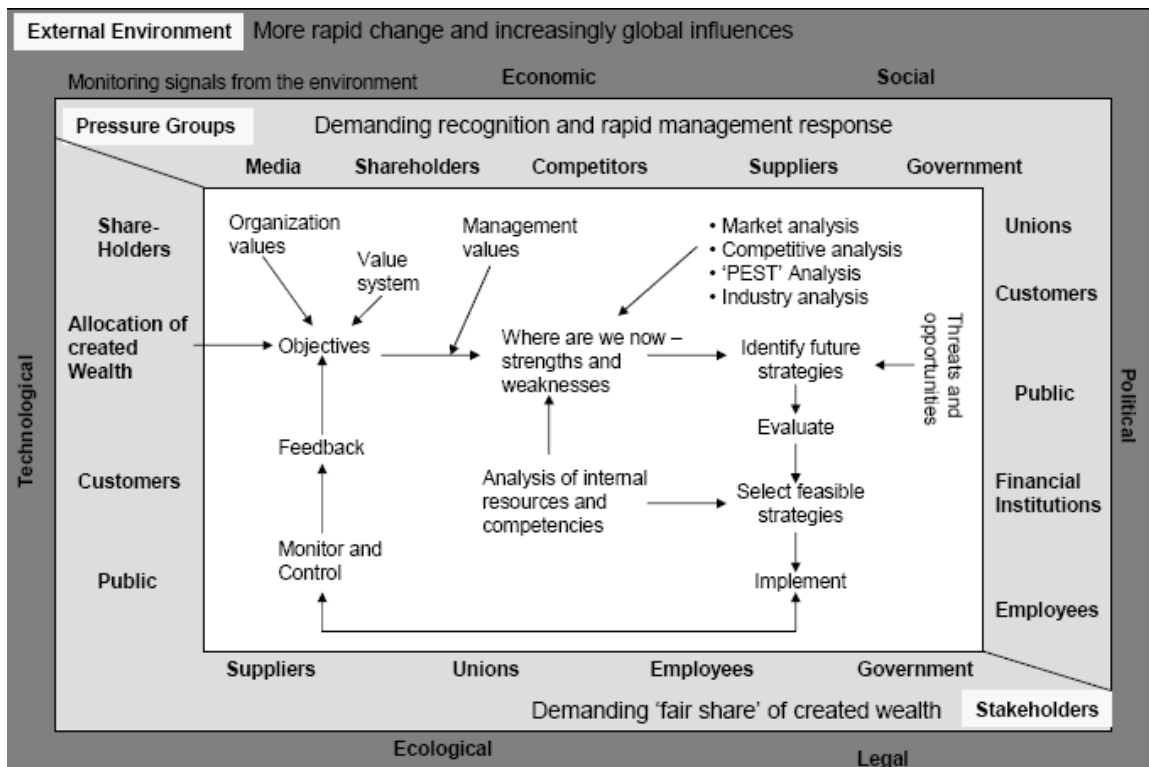 External Environment More rapid change and increasingly global influences
Monitoring signals from the environment
Economic
Social
Pressure Groups
Demanding recognition and rapid management response
Media
Shareholders
Competitors
Suppliers
Government
Share-
Holders
Allocation of
created
Wealth
Customers
Public
Technological
Organization
values
Value
system
Management
values
• Market analysis
• Competitive analysis
• ‘PEST’ Analysis
• Industry analysis
Objectives
Where are we now –
strengths and
weaknesses
Identify future
strategies
Threats and
opportunities
Evaluate
Feedback
Analysis of internal
resources and
competencies
Select feasible
strategies
Monitor and
Control
Implement
Unions
Customers
Public
Financial
Institutions
Employees
Political
Suppliers
Unions
Employees
Government
Demanding ‘fair share’ of created wealth
Stakeholders
Ecological
Legal